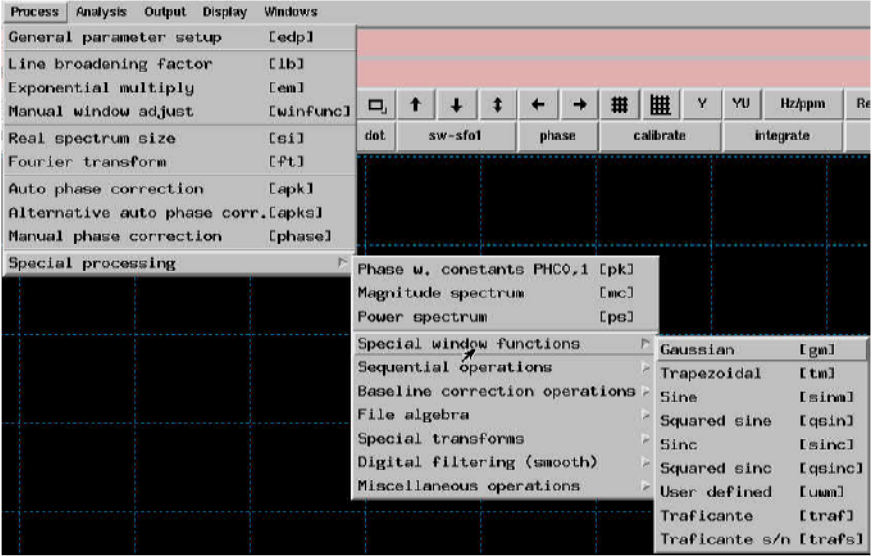 Process Analysis Output Display Windows
General parameter setup [edp]
Line broadening factor [lb]
Exponential multiply [em]
Manual window adjust [winfunc]
Real spectrum size [si]
Fourier transform [ft]
Auto phase correction [apk]
Alternative auto phase corr.[apks]
Manual phase correction [phase]
Special processing
Y YU Hz/ppm Re
dot sw-sfo1 phase calibrate integrate
Phase w. constants PHC0,1 [pk]
Magnitude spectrum [mc]
Power spectrum [ps]
Special window functions
Sequential operations
Baseline correction operations
File algebra
Special transforms
Digital filtering (smooth)
Miscellaneous operations
Gaussian [gm]
Trapezoidal [tm]
Sine [sinm]
Squared sine [qsin]
Sinc [sinc]
Squared sinc [qsinc]
User defined [uwm]
Traficante [traf]
Traficante s/n [trafs]